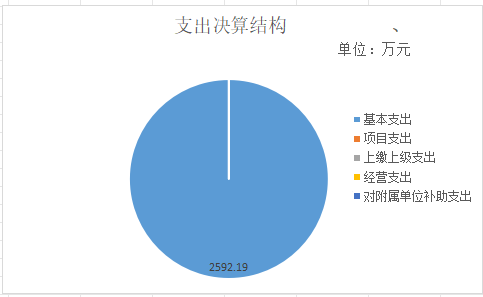 支出决算结构
、
单位：万元
基本支出
项目支出
上缴上级支出
经营支出
对附属单位补助支出
2592.19